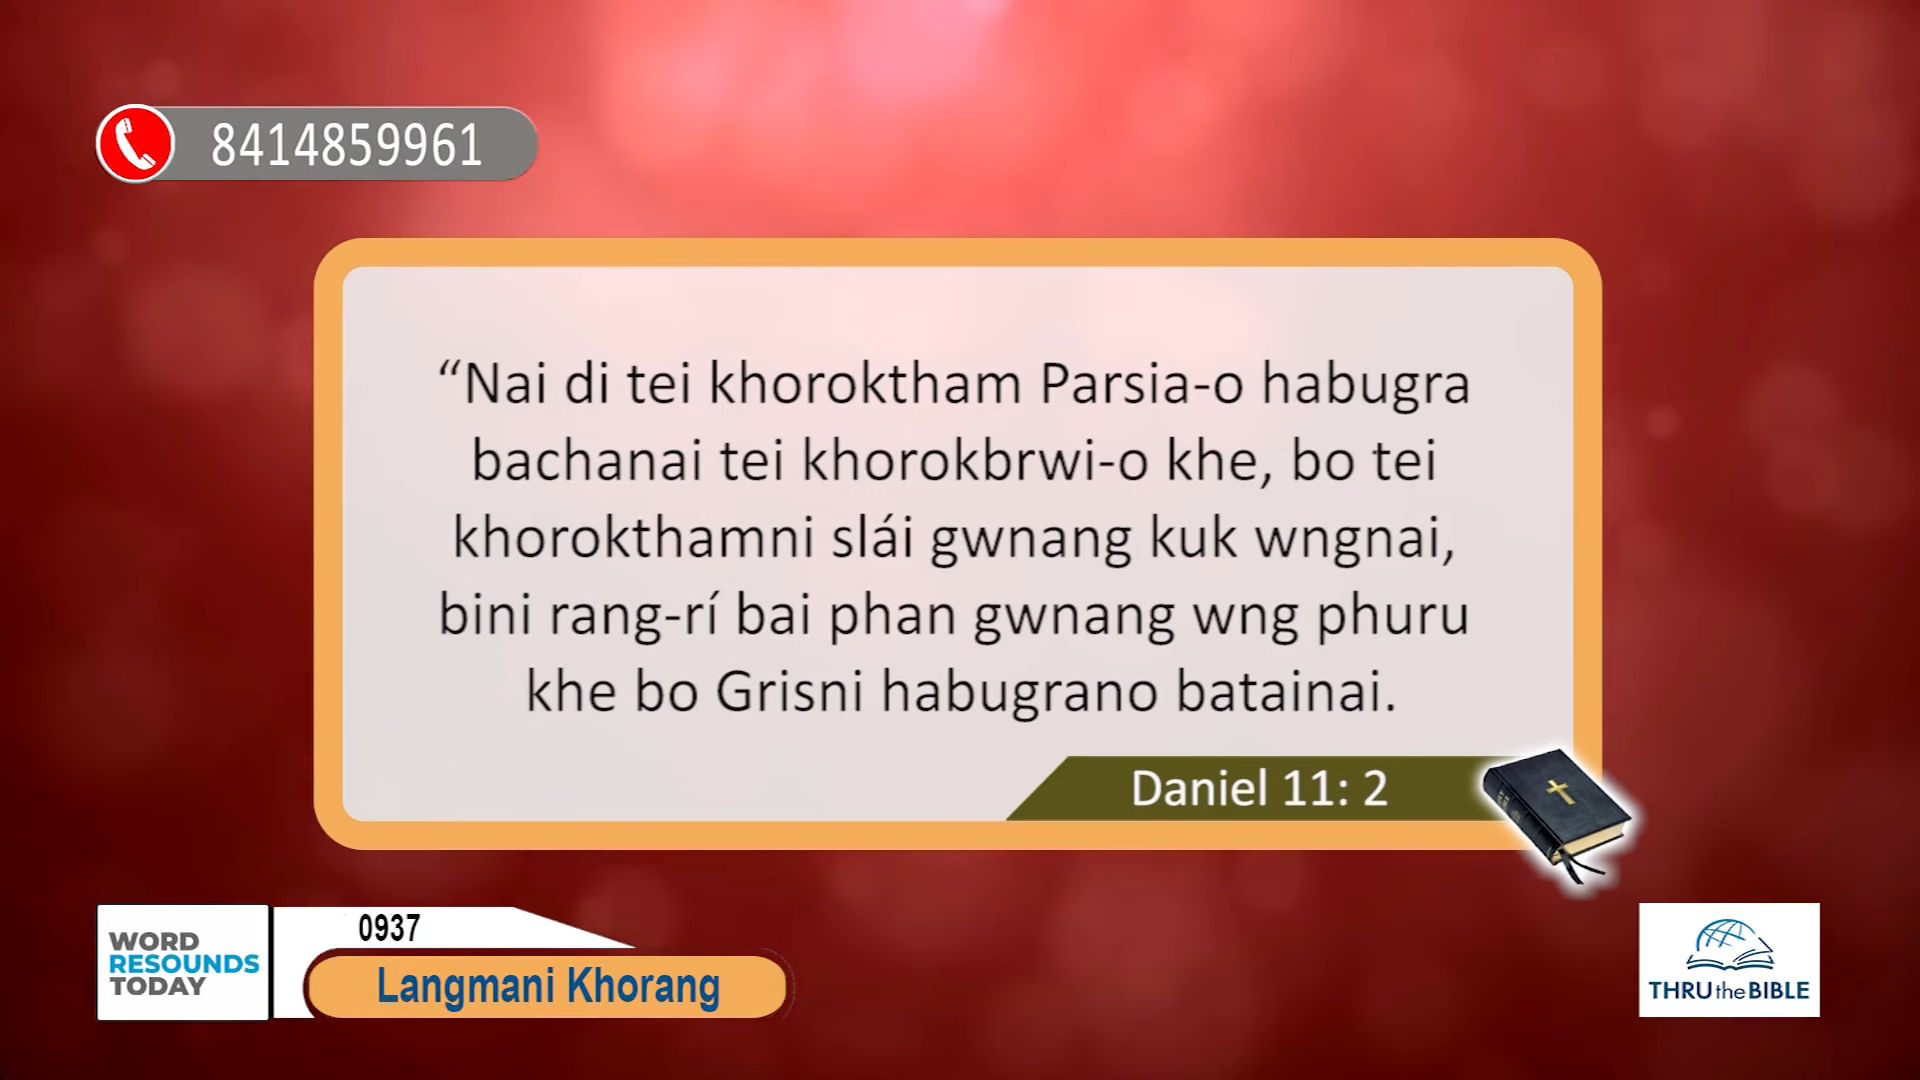 8414859961
“Nai di tei khoroktham Parsia-o habugra
bachanai tei khorokbrwi-o khe, bo tei
khorokthamni slái gwnang kuk wngnai,
bini rang-rí bai phan gwnang wng phuru
khe bo Grisni habugrano batainai.
Daniel 11: 2
WORD
RESOUNDS
TODAY
0937
Langmani Khorang
THRU the BIBLE